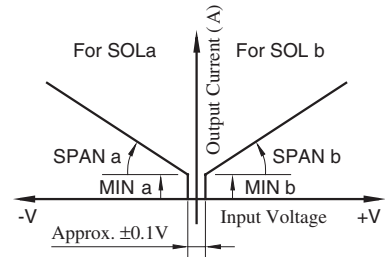 For SOLa
For SOL b
Output Current (A)
SPAN a
SPAN b
MIN a
MIN b
-V
Input Voltage
+V
Approx. ±0.1V